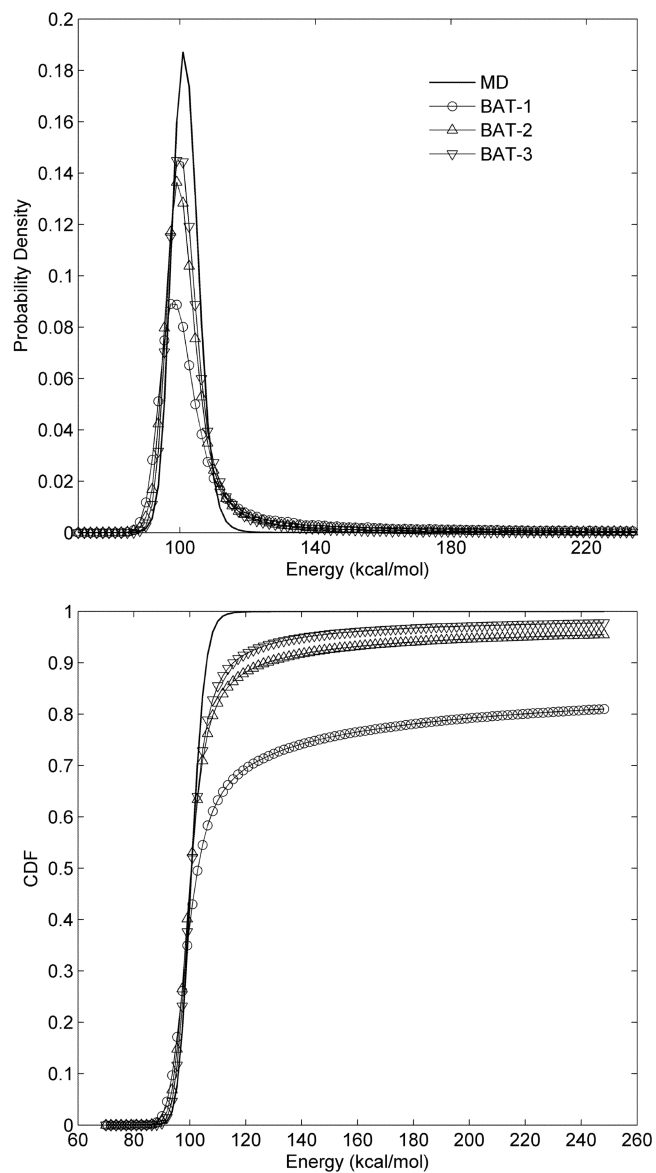 0.2
0.18
0.16
0.14
0.12
0.1
0.08
0.06
0.04
0.02
0
Probability Density
MD
BAT-1
BAT-2
BAT-3
100 140 180 220
Energy (kcal/mol)
1
0.9
0.8
0.7
0.6
0.5
0.4
0.3
0.2
0.1
0
CDF
60 80 100 120 140 160 180 200 220 240 260
Energy (kcal/mol)